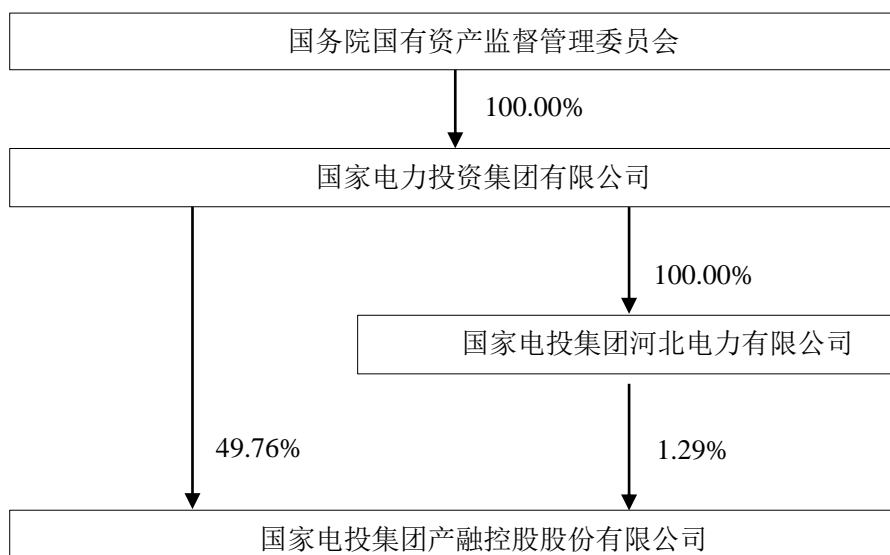 国务院国有资产监督管理委员会
100.00%
国家电力投资集团有限公司
100.00%
国家电投集团河北电力有限公司
49.76%
1.29%
国家电投集团产融控股股份有限公司